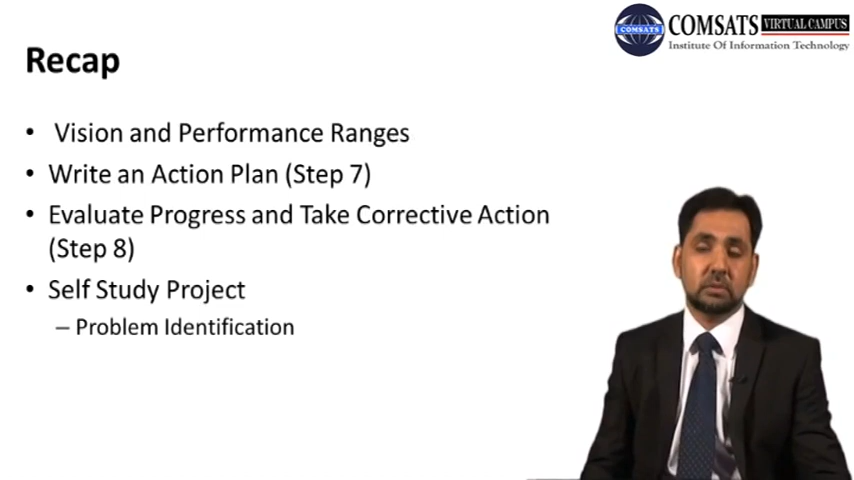 COMSATS VIRTUAL CAMPUS
COMSATS
Institute Of Information Technology
Recap
• Vision and Performance Ranges
• Write an Action Plan (Step 7)
• Evaluate Progress and Take Corrective Action
(Step 8)
• Self Study Project
– Problem Identification